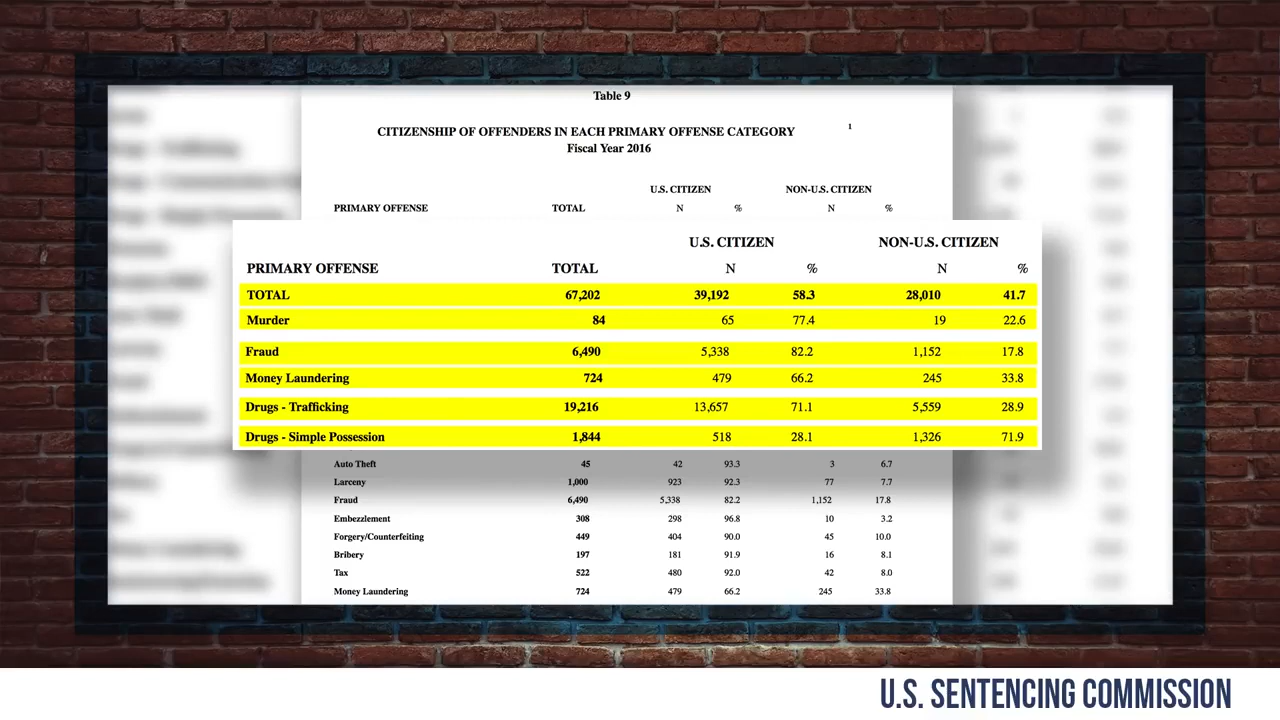 Table 9
CITIZENSHIP OF OFFENDERS IN EACH PRIMARY OFFENSE CATEGORY 1
Fiscal Year 2016
U.S. CITIZEN NON-U.S. CITIZEN
PRIMARY OFFENSE TOTAL N % N %
U.S. CITIZEN NON-U.S. CITIZEN
PRIMARY OFFENSE TOTAL N % N %
TOTAL 67,202 39,192 58.3 28,010 41.7
Murder 84 65 77.4 19 22.6
Fraud 6,490 5,338 82.2 1,152 17.8
Money Laundering 724 479 66.2 245 33.8
Drugs - Trafficking 19,216 13,657 71.1 5,559 28.9
Drugs - Simple Possession 1,844 518 28.1 1,326 71.9
Auto Theft 45 42 93.3 3 6.7
Larceny 1,000 923 92.3 77 7.7
Fraud 6,490 5,338 82.2 1,152 17.8
Embezzlement 308 298 96.8 10 3.2
Forgery/Counterfeiting 449 404 90.0 45 10.0
Bribery 197 181 91.9 16 8.1
Tax 522 480 92.0 42 8.0
Money Laundering 724 479 66.2 245 33.8
U.S. SENTENCING COMMISSION